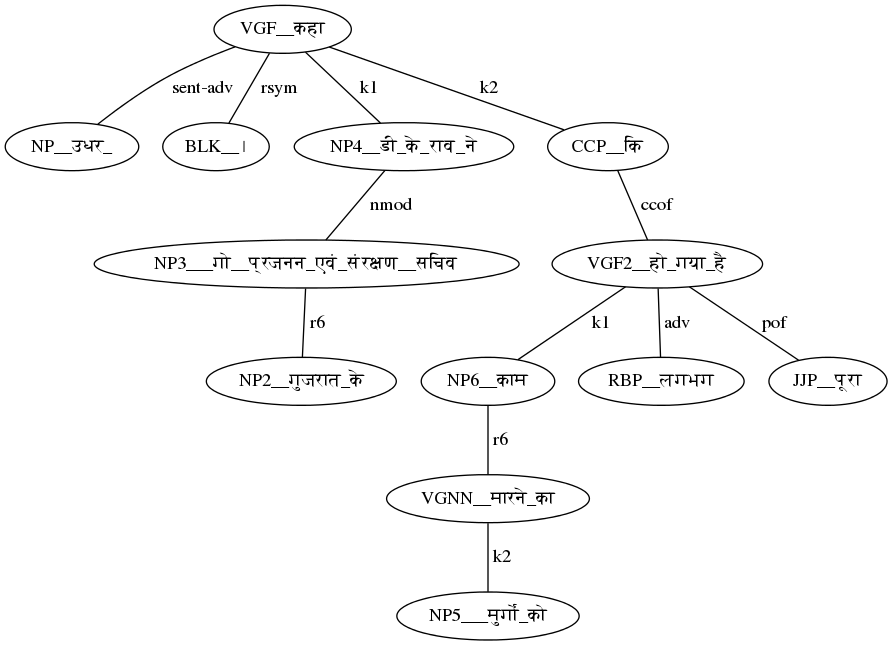 VGF__कहा
sent-adv rsym k1 k2
NP__उधर_ BLK__। NP4__डी_के_राव_ने CCP__कि
nmod ccof
NP3___गो__प्रजनन_एवं_संरक्षण__सचिव VGF2__हो_गया_है
r6 k1 adv pof
NP2__गुजरात_के NP6__काम RBP__लगभग JJP__पूरा
r6
VGNN__मारने_का
k2
NP5___मुर्गों_को